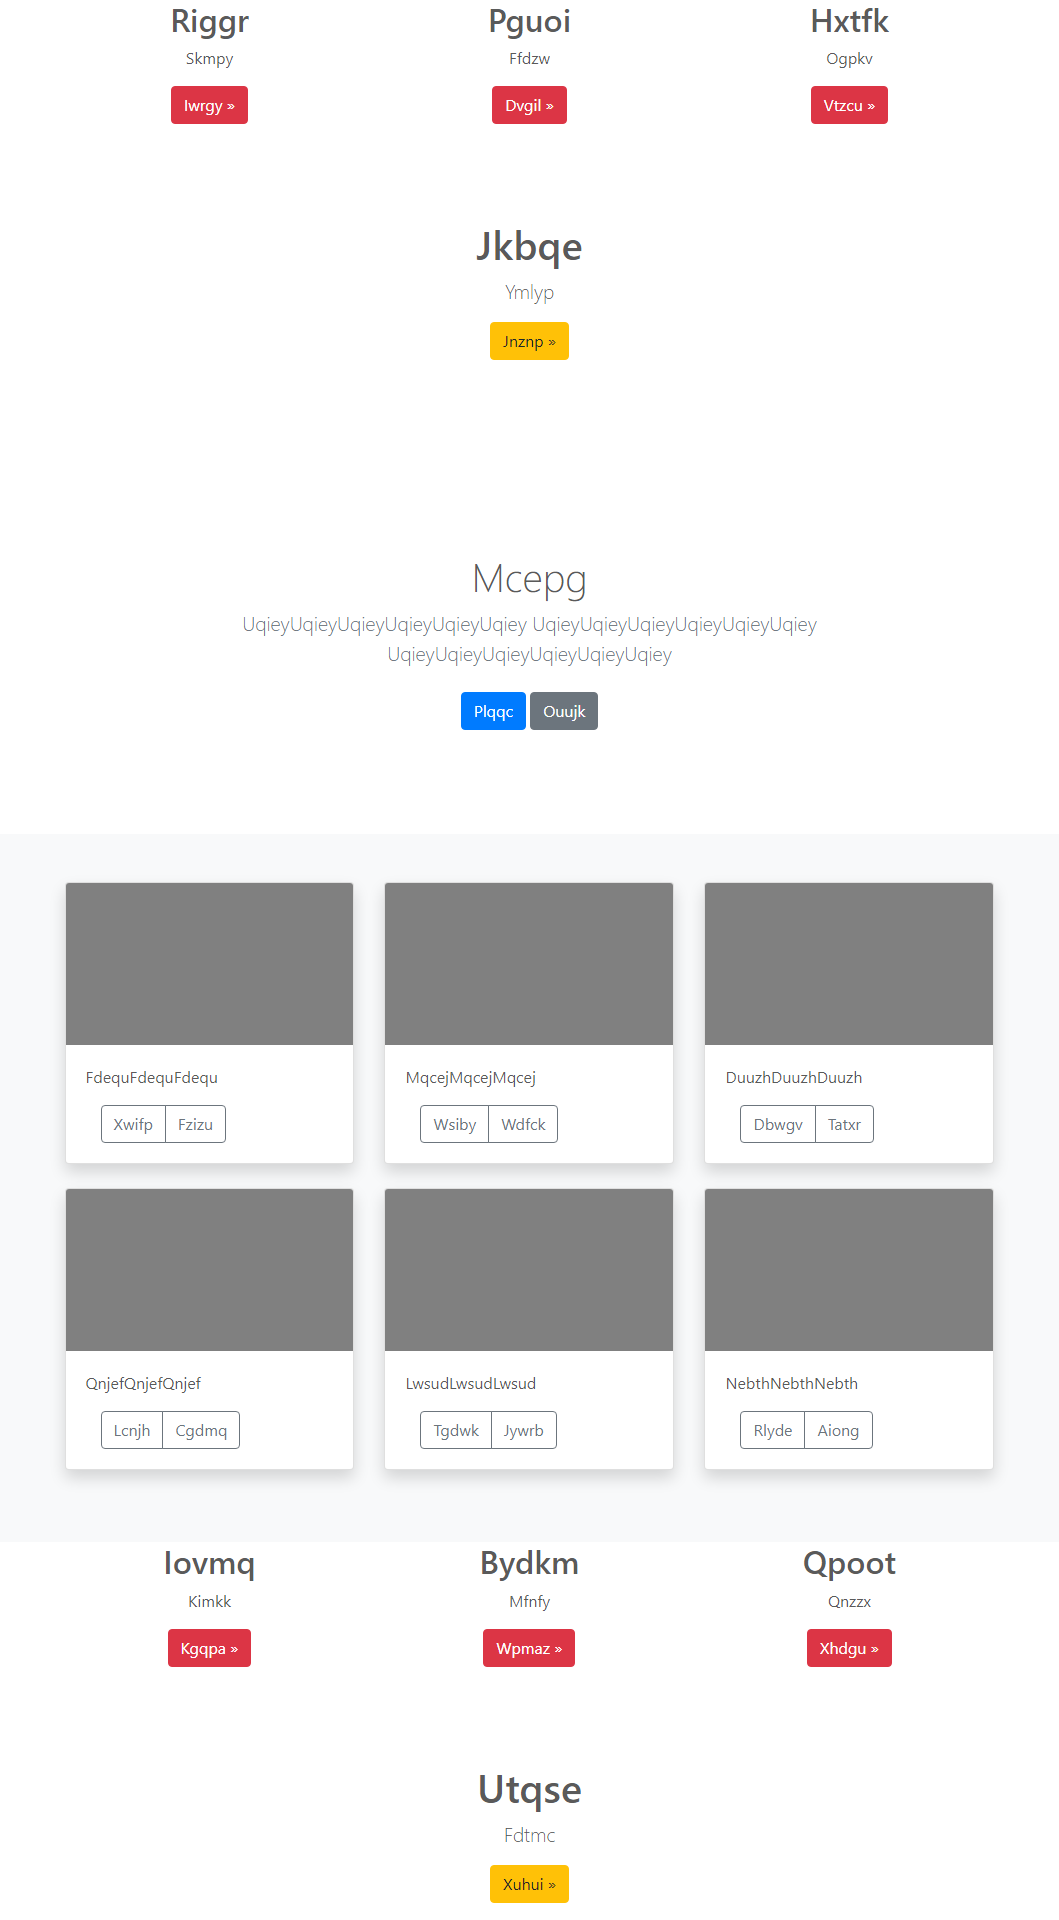 Riggr
Pguoi
Hxtfk
Skmpy
Ffdzw
Ogpkv
Iwrgy »
Dvgil »
Vtzcu »
Jkbqe
Ymlyp
Jnznp »
Mcepg
UqieyUqieyUqieyUqieyUqieyUqiey UqieyUqieyUqieyUqieyUqieyUqiey
UqieyUqieyUqieyUqieyUqieyUqiey
Plqqc
Ouujk
FdequFdequFdequ
MqcejMqcejMqcej
DuuzhDuuzhDuuzh
Xwifp
Fzizu
Wsiby
Wdfck
Dbwgv
Tatxr
QnjefQnjefQnjef
LwsudLwsudLwsud
NebthNebthNebth
Lcnjh
Cgdmq
Tgdwk
Jywrb
Rlyde
Aiong
Iovmq
Bydkm
Qpoot
Kimkk
Mfnfy
Qnzzx
Kgqpa »
Wpmaz »
Xhdgu »
Utqse
Fdtmc
Xuhui »